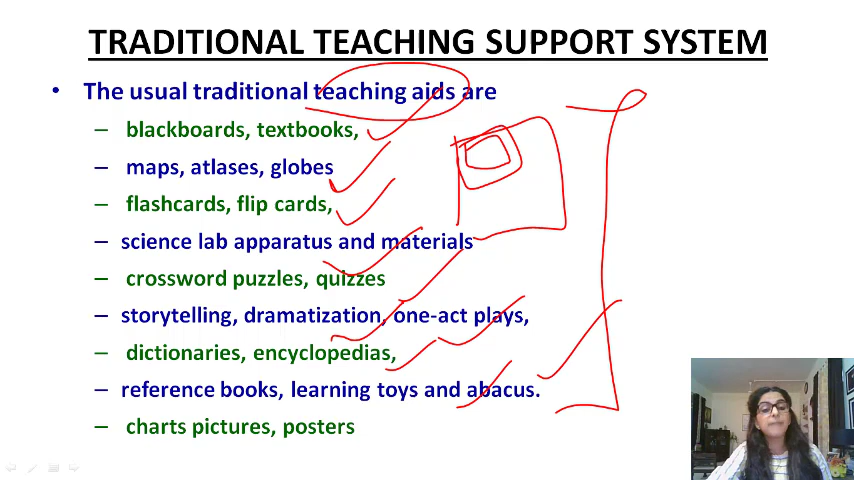 TRADITIONAL TEACHING SUPPORT SYSTEM
• The usual traditional teaching aids are
– blackboards, textbooks,
– maps, atlases, globes
– flashcards, flip cards,
– science lab apparatus and materials
– crossword puzzles, quizzes
– storytelling, dramatization, one-act plays,
– dictionaries, encyclopedias,
– reference books, learning toys and abacus.
– charts pictures, posters